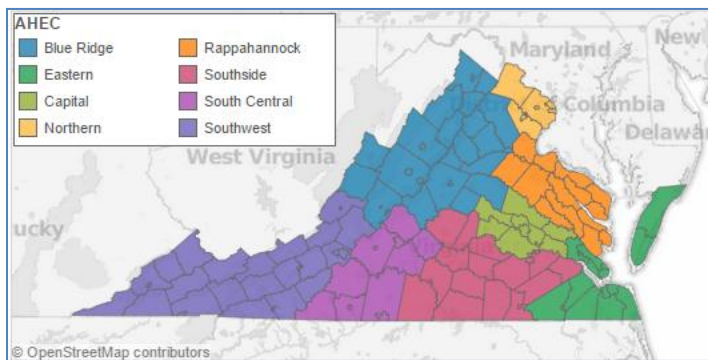 AHEC
Blue Ridge
Eastern
Capital
Northern
Rappahannock
Southside
South Central
Southwest
Maryland
New
of Columbia
Delaware
West Virginia
ucky
© OpenStreetMap contributors